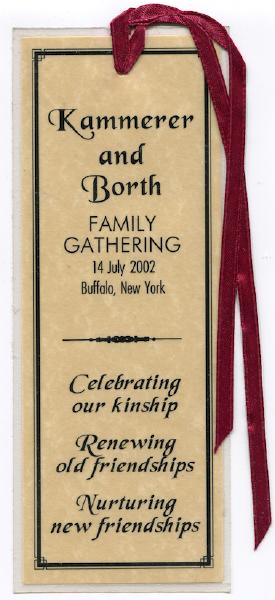 Kammerer
and
Borth
FAMILY
GATHERING
14 July 2002
Buffalo, New York
Celebrating
our kinship
Renewing
old friendships
Nurturing
new friendships